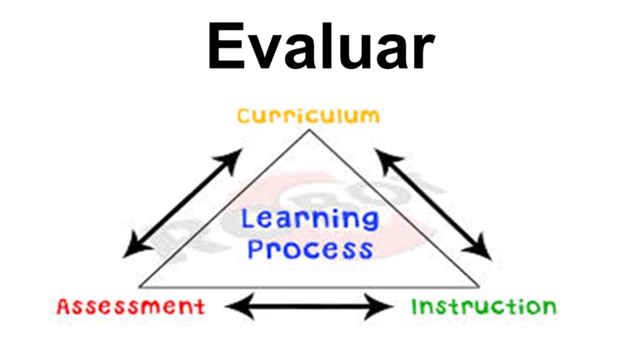 Evaluar
Curriculum
Learning
Process
Assessment
Instruction